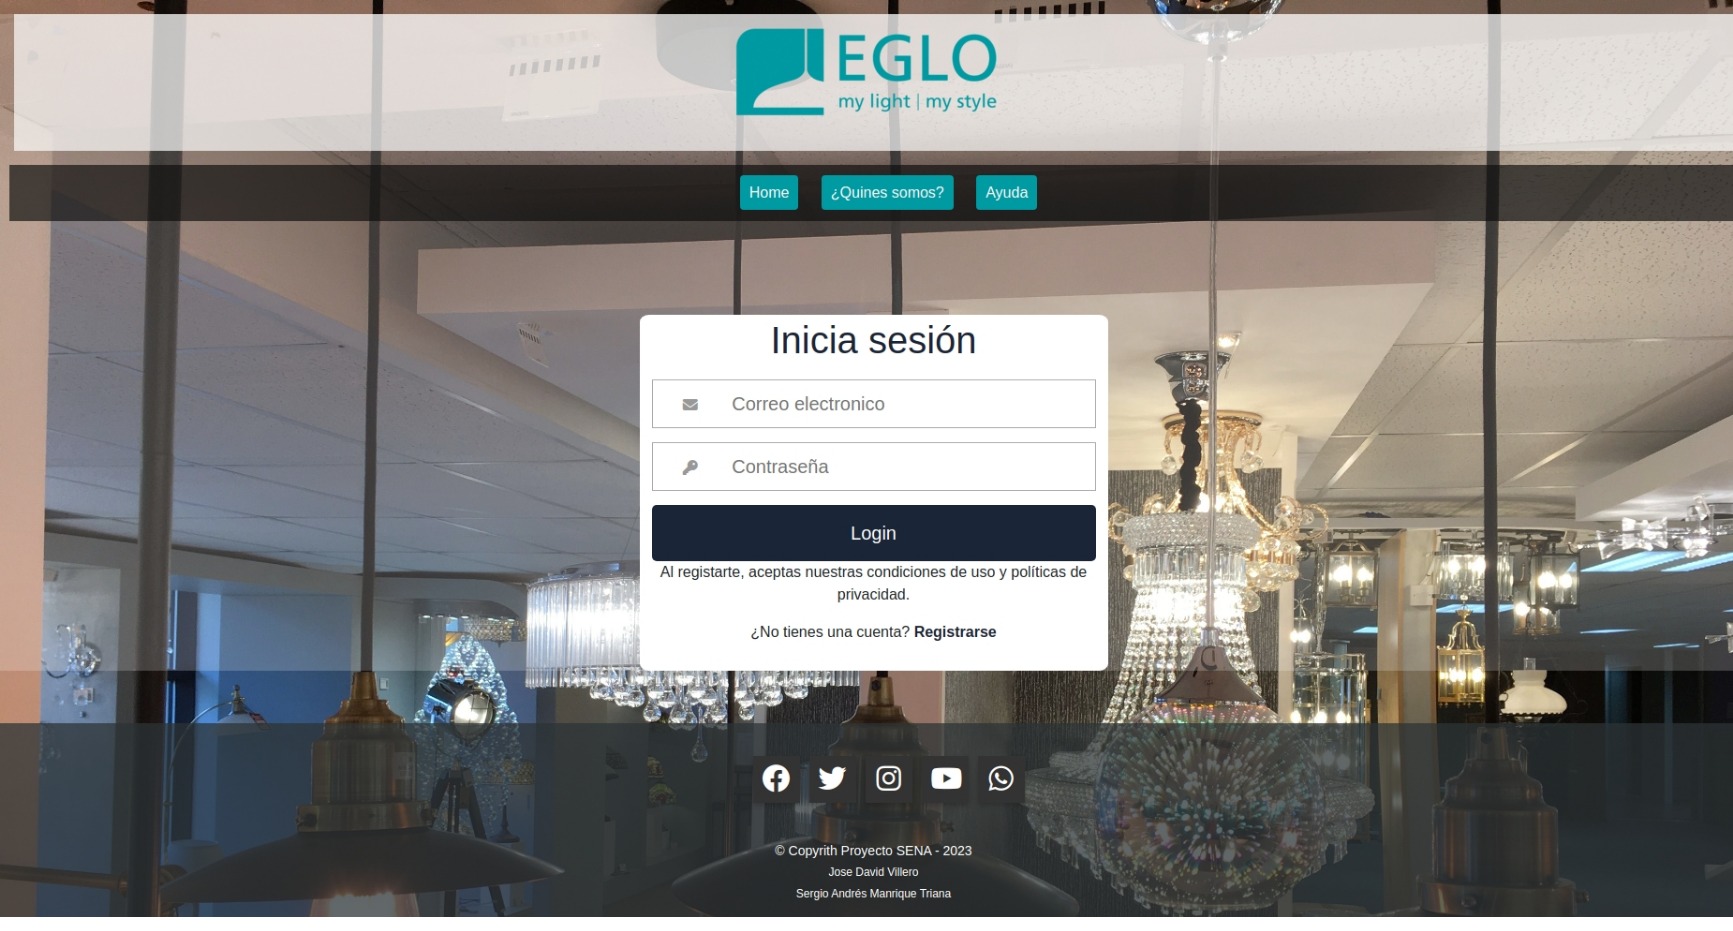 EGLO
my light | my style
Home
¿Quines somos?
Ayuda
Inicia sesión
Correo electronico
Contraseña
Login
Al registarte, aceptas nuestras condiciones de uso y políticas de
privacidad.
¿No tienes una cuenta? Registrarse
© Copyrith Proyecto SENA - 2023
Jose David Villero
Sergio Andrés Manrique Triana